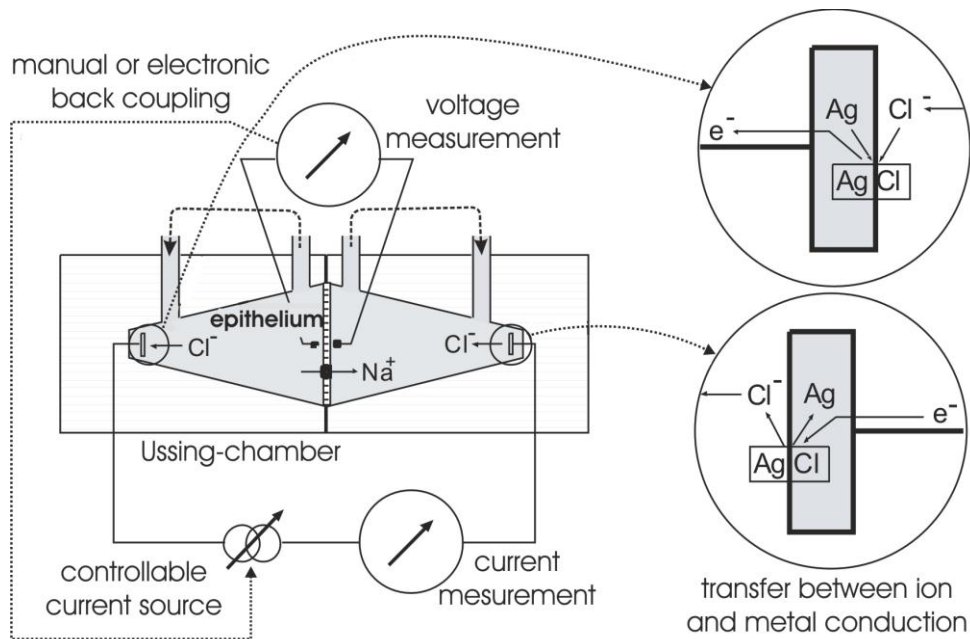 manual or electronic
back coupling
voltage
measurement
epithelium
Cl⁻
Cl⁻
Na⁺
Ussing-chamber
controllable
current source
current
mesurement
Ag
Cl⁻
e⁻
Ag Cl
Cl⁻
Ag
e⁻
Ag Cl
transfer between ion
and metal conduction